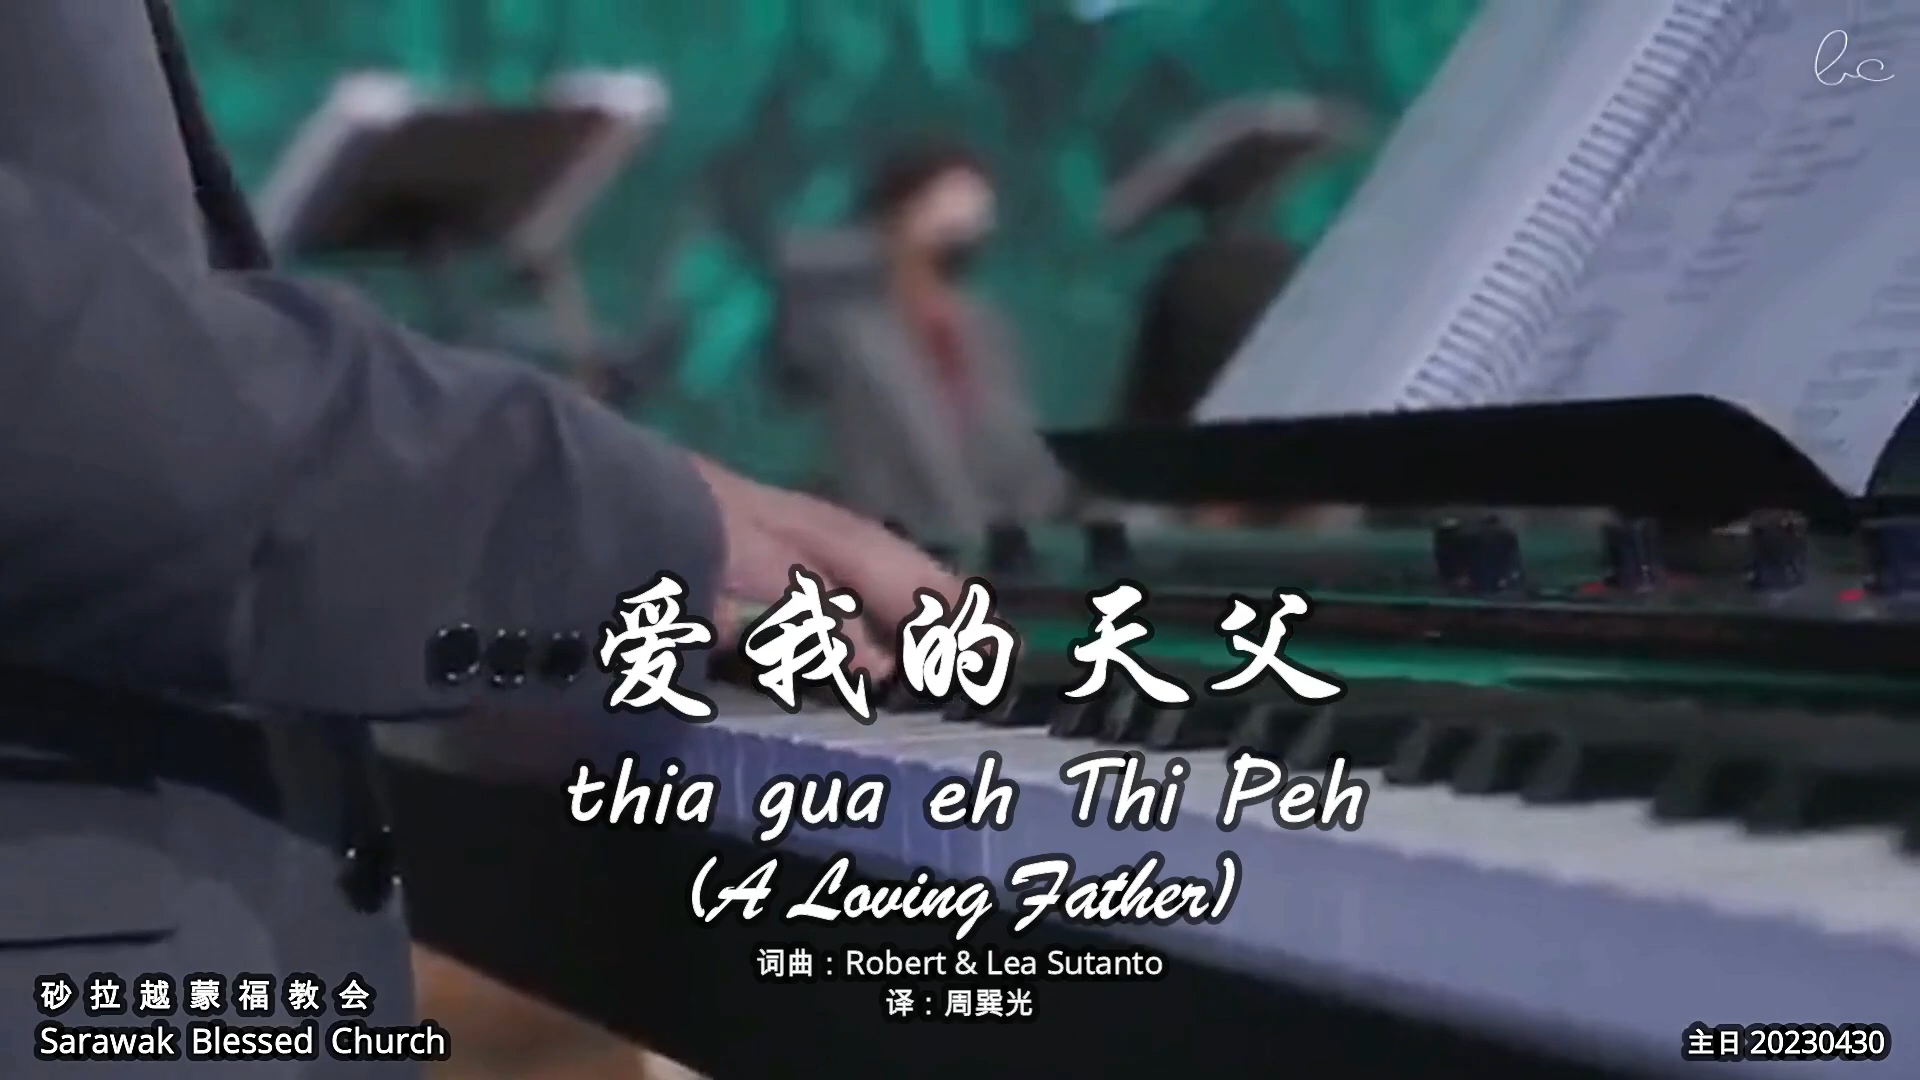 爱我的天父
thia gua eh Thi Peh
(A Loving Father)
词曲：Robert & Lea Sutanto
译：周巽光
砂拉越蒙福教会
Sarawak Blessed Church
主日 20230430